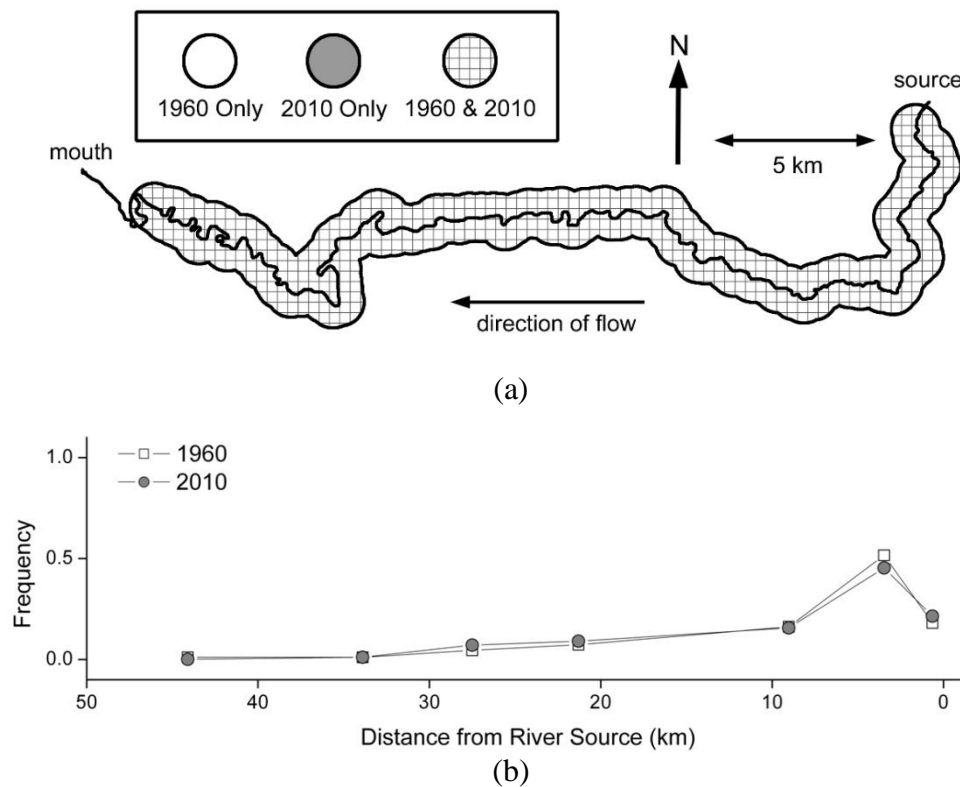 1960 Only 2010 Only 1960 & 2010
N
source
5 km
mouth
direction of flow
(a)
1960
2010
1.0
0.5
0.0
Frequency
50 40 30 20 10 0
Distance from River Source (km)
(b)